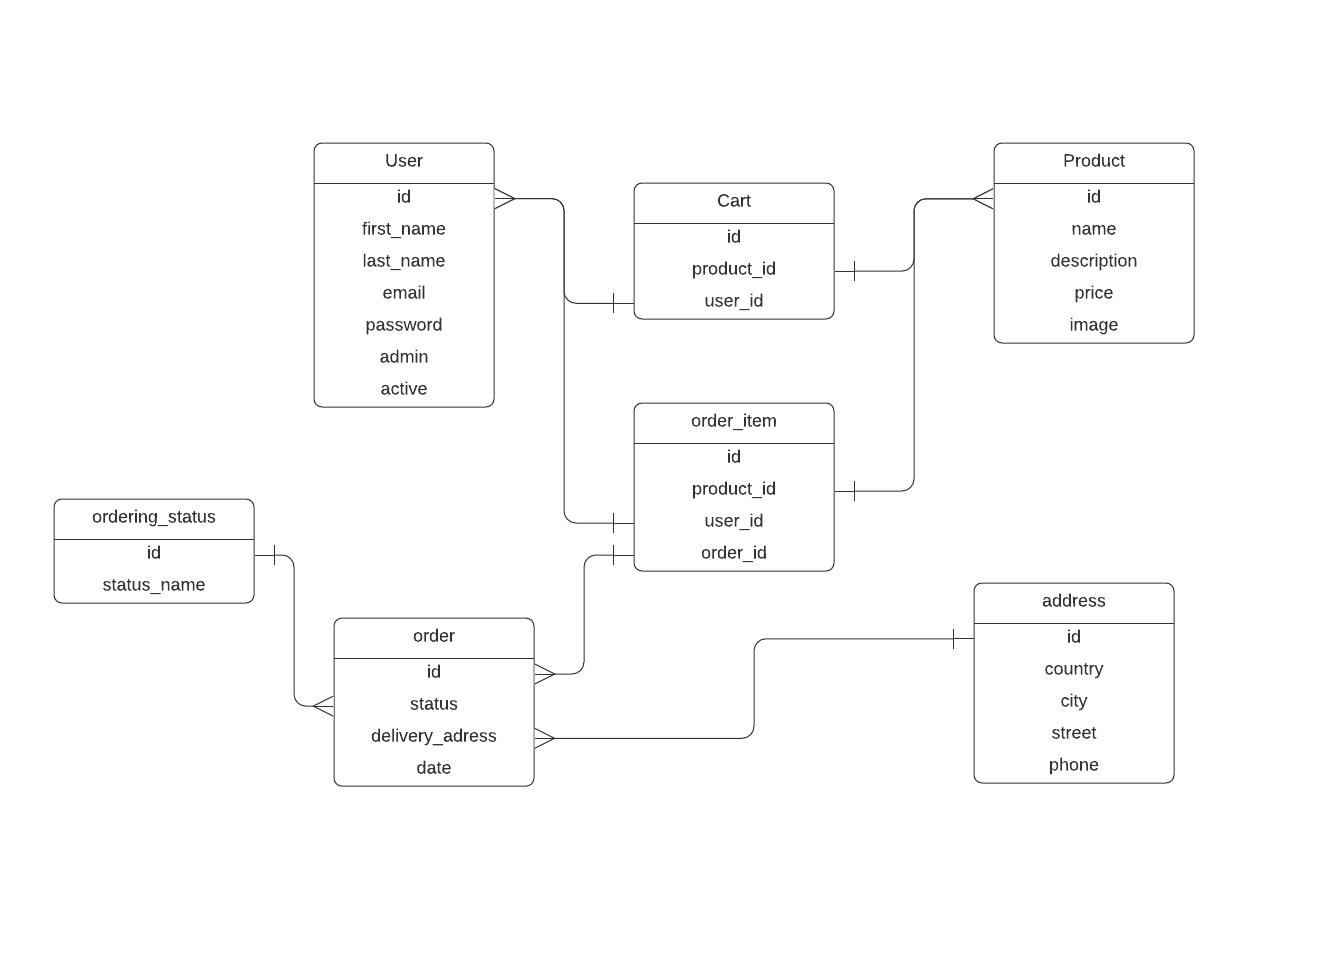 User
id
first_name
last_name
email
password
admin
active
Cart
id
product_id
user_id
Product
id
name
description
price
image
order_item
id
product_id
user_id
order_id
ordering_status
id
status_name
order
id
status
delivery_adress
date
address
id
country
city
street
phone